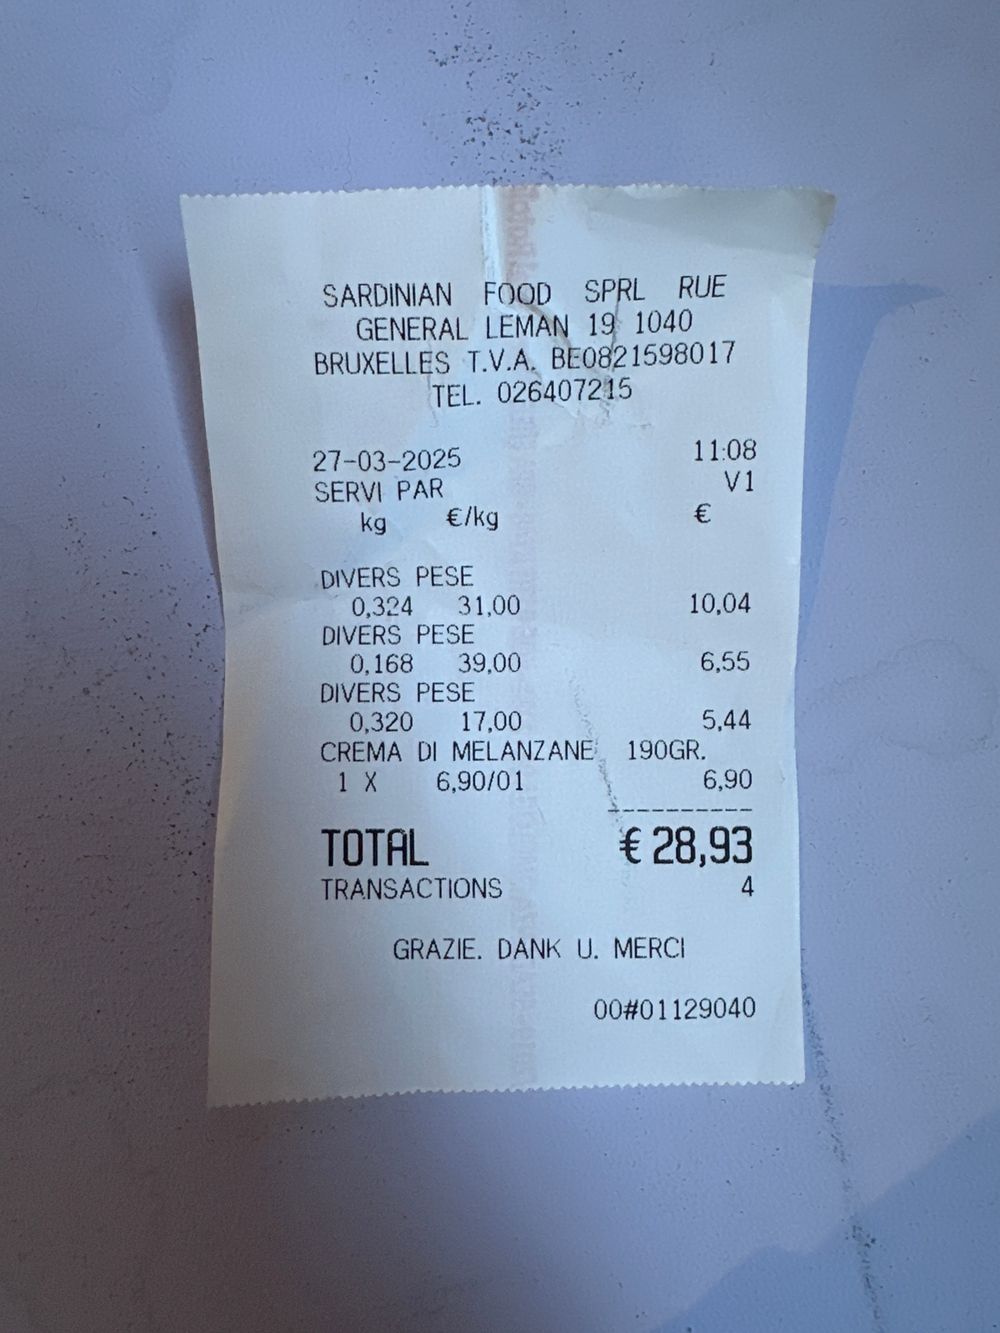 SARDINIAN FOOD SPRL RUE
GENERAL LEMAN 19 1040
BRUXELLES T.V.A. BE0821598017
TEL. 026407215
27-03-2025 11:08
SERVI PAR V1
kg €/kg €
DIVERS PESE
0,324 31,00 10,04
DIVERS PESE
0,168 39,00 6,55
DIVERS PESE
0,320 17,00 5,44
CREMA DI MELANZANE 190GR.
1 X 6,90/01 6,90
TOTAL € 28,93
TRANSACTIONS 4
GRAZIE. DANK U. MERCI
00#01129040